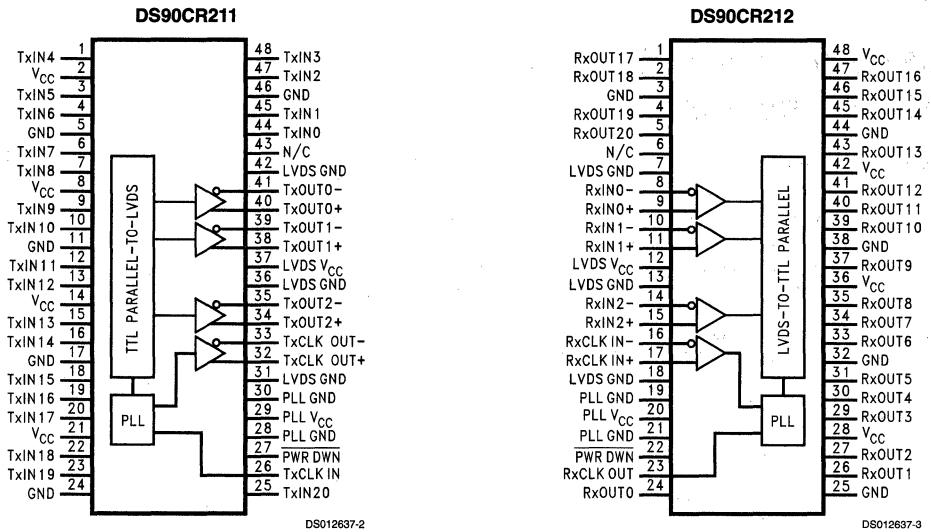 DS90CR211
TxIN4 1 48 TxIN3
VCC 2 47 TxIN2
TxIN5 3 46 GND
TxIN6 4 45 TxIN1
GND 5 44 TxIN0
TxIN7 6 43 N/C
TxIN8 7 42 LVDS GND
VCC 8 41 TxOUT0-
TxIN9 9 40 TxOUT0+
TxIN10 10 39 TxOUT1-
GND 11 38 TxOUT1+
TxIN11 12 37 LVDS VCC
TxIN12 13 36 LVDS GND
VCC 14 35 TxOUT2-
TxIN13 15 34 TxOUT2+
TxIN14 16 33 TxCLK OUT-
GND 17 32 TxCLK OUT+
TxIN15 18 31 LVDS GND
TxIN16 19 30 PLL GND
TxIN17 20 29 PLL VCC
VCC 21 28 PLL GND
TxIN18 22 27 PWR DWN
TxIN19 23 26 TxCLK IN
GND 24 25 TxIN20
TTL PARALLEL-TO-LVDS
PLL
DS012637-2
DS90CR212
RxOUT17 1 48 VCC
RxOUT18 2 47 RxOUT16
GND 3 46 RxOUT15
RxOUT19 4 45 RxOUT14
RxOUT20 5 44 GND
N/C 6 43 RxOUT13
LVDS GND 7 42 VCC
RxIN0- 8 41 RxOUT12
RxIN0+ 9 40 RxOUT11
RxIN1- 10 39 RxOUT10
RxIN1+ 11 38 GND
LVDS VCC 12 37 RxOUT9
LVDS GND 13 36 VCC
RxIN2- 14 35 RxOUT8
RxIN2+ 15 34 RxOUT7
RxCLK IN- 16 33 RxOUT6
RxCLK IN+ 17 32 GND
LVDS GND 18 31 RxOUT5
PLL GND 19 30 RxOUT4
PLL VCC 20 29 RxOUT3
PLL GND 21 28 VCC
PWR DWN 22 27 RxOUT2
RxCLK OUT 23 26 RxOUT1
RxOUT0 24 25 GND
LVDS-TO-TTL PARALLEL
PLL
DS012637-3